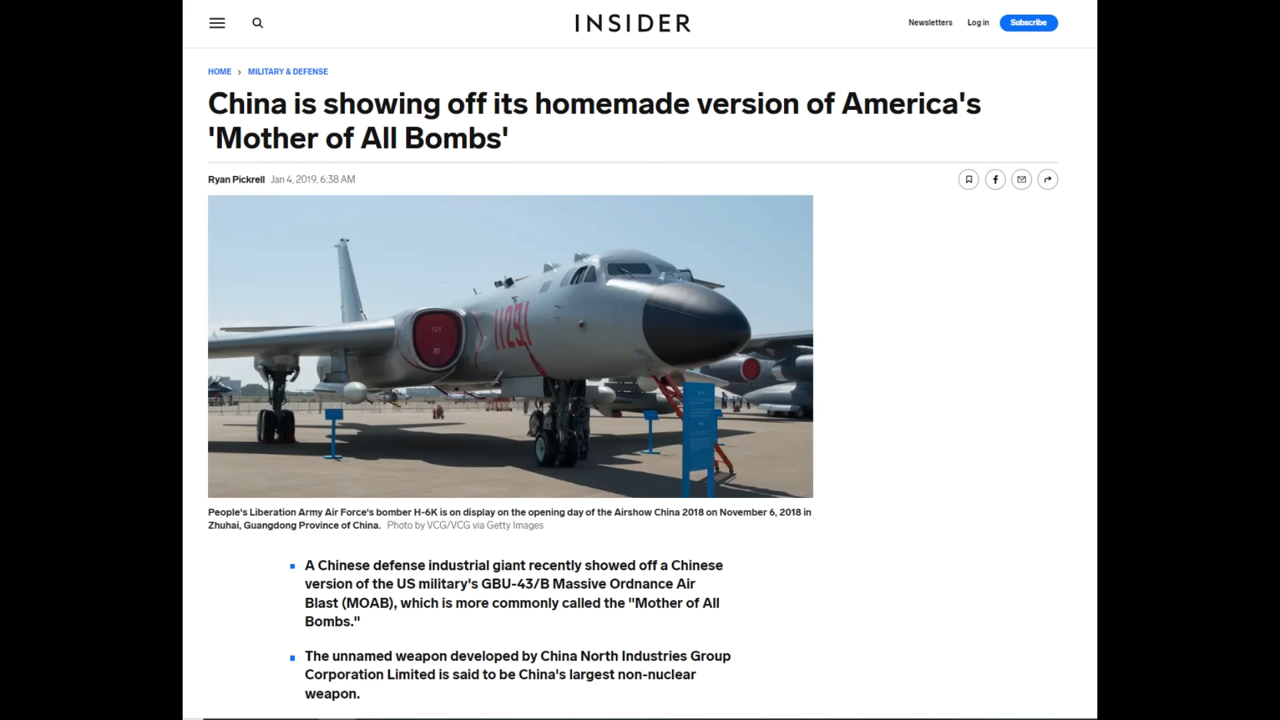 INSIDER
Newsletters
Log in
Subscribe
HOME > MILITARY & DEFENSE
China is showing off its homemade version of America's
'Mother of All Bombs'
Ryan Pickrell Jan 4, 2019, 6:38 AM
11291
People's Liberation Army Air Force's bomber H-6K is on display on the opening day of the Airshow China 2018 on November 6, 2018 in
Zhuhai, Guangdong Province of China. Photo by VCG/VCG via Getty Images
A Chinese defense industrial giant recently showed off a Chinese
version of the US military's GBU-43/B Massive Ordnance Air
Blast (MOAB), which is more commonly called the "Mother of All
Bombs."
The unnamed weapon developed by China North Industries Group
Corporation Limited is said to be China's largest non-nuclear
weapon.